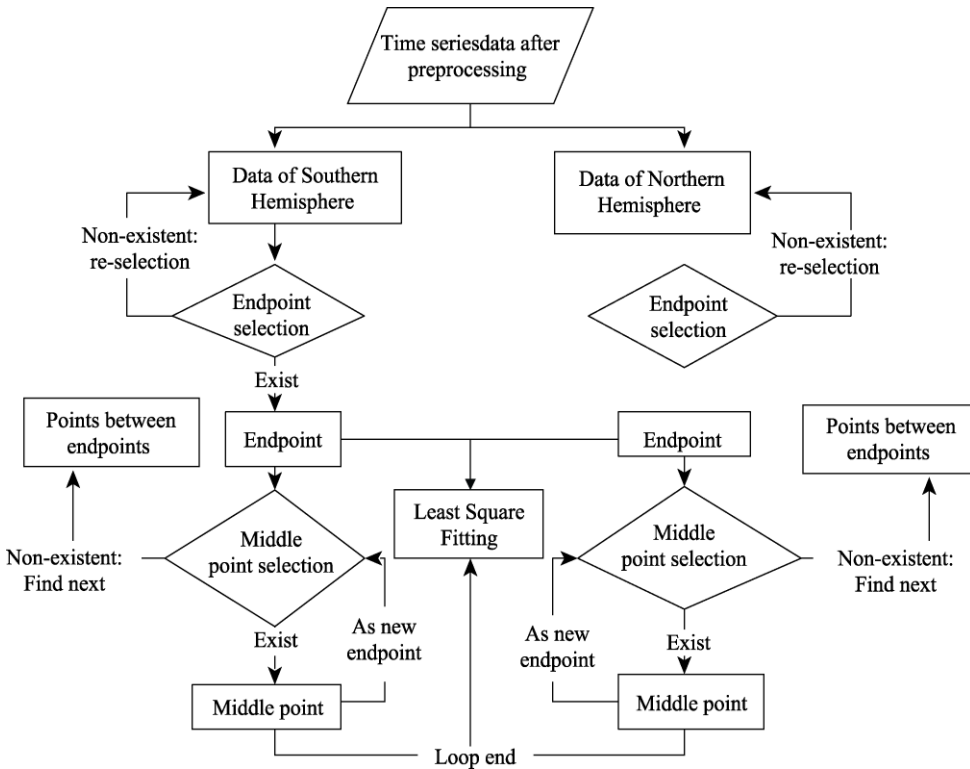 Time seriesdata after
preprocessing
Data of Southern
Hemisphere
Data of Northern
Hemisphere
Non-existent:
re-selection
Non-existent:
re-selection
Endpoint
selection
Endpoint
selection
Exist
Points between
endpoints
Endpoint
Endpoint
Points between
endpoints
Least Square
Fitting
Middle
point selection
Middle
point selection
Non-existent:
Find next
Non-existent:
Find next
Exist
As new
endpoint
As new
endpoint
Exist
Middle point
Middle point
Loop end